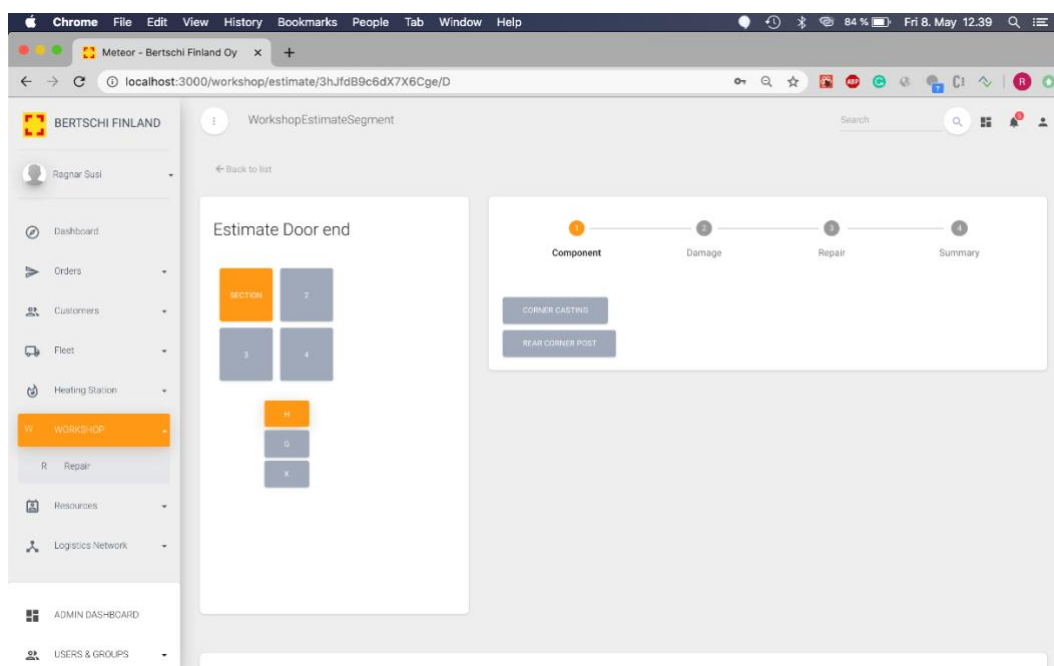 Chrome File Edit View History Bookmarks People Tab Window Help 84 % Fri 8. May 12.39
Meteor - Bertschi Finland Oy × +
localhost:3000/workshop/estimate/3hJfdB9c6dX7X6Cge/D ABP R
BERTSCHI FINLAND
WorkshopEstimateSegment
Search
Ragnar Susi
Back to list
Dashboard
Orders
Customers
Fleet
Heating Station
W WORKSHOP
R Repair
Resources
Logistics Network
ADMIN DASHBOARD
USERS & GROUPS
Estimate Door end
SECTION 2
3 4
H
G
X
1 2 3 4
Component Damage Repair Summary
CORNER CASTING
REAR CORNER POST